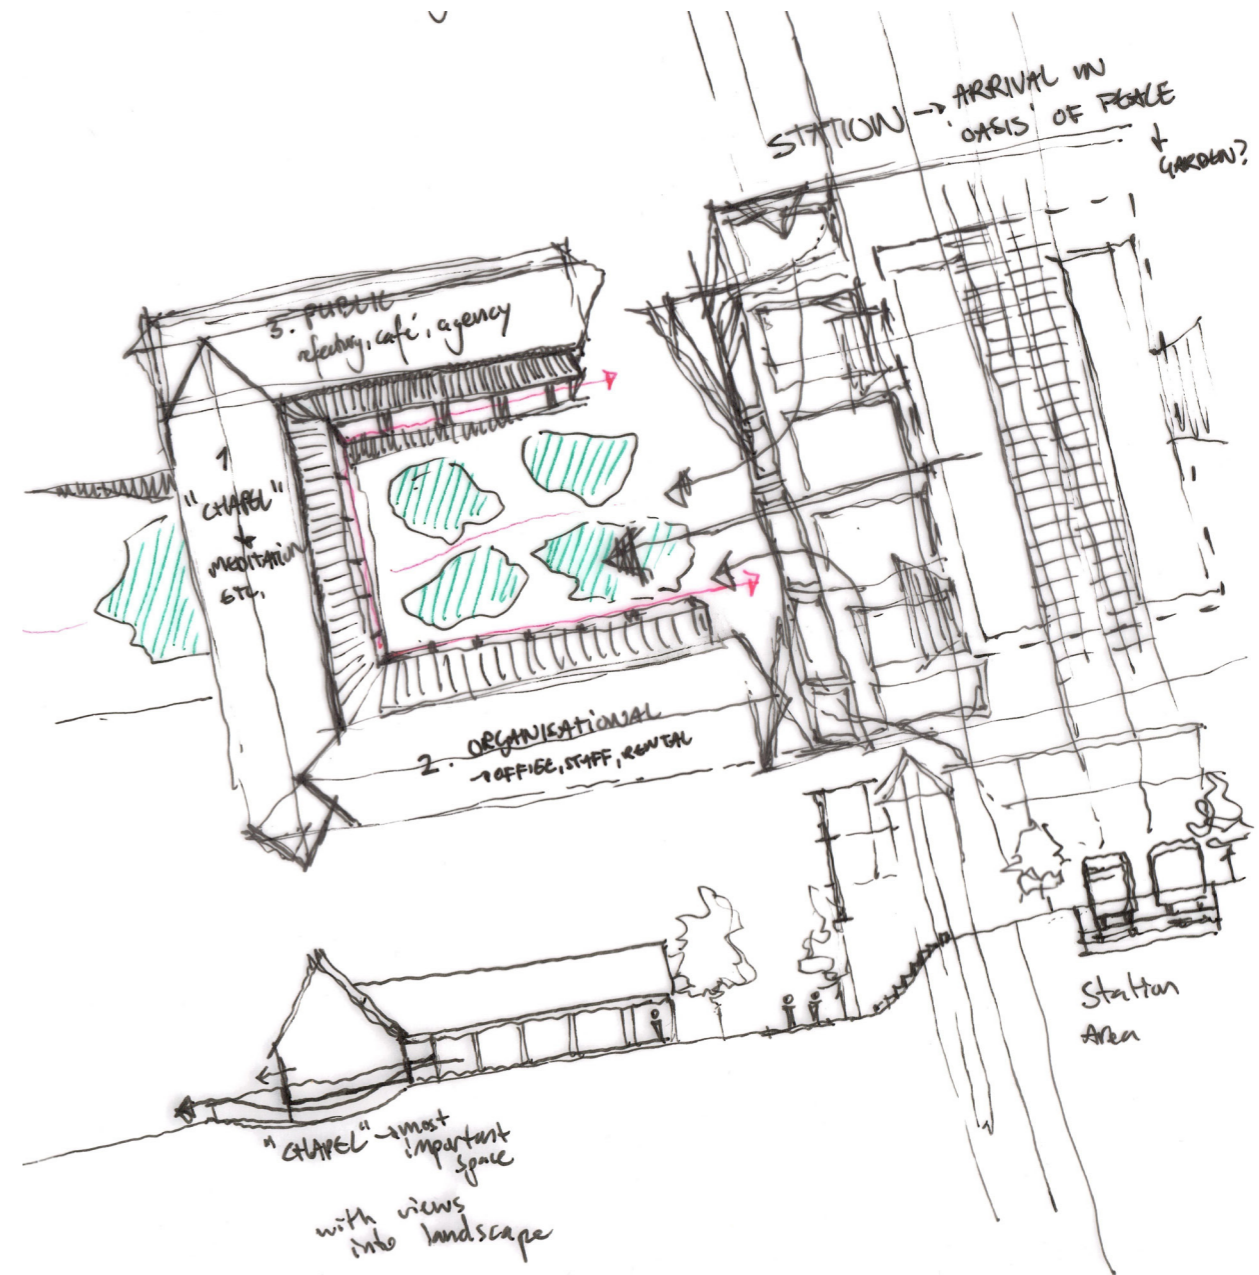 STATION → ARRIVAL IN
'OASIS' OF PEACE
↓
GARDEN?
3. PUBLIC
refectory, café, agency
1
"CHAPEL"
↓
MEDITATION
ETC.
2. ORGANISATIONAL
→ OFFICE, STAFF, RENTAL
Station
Area
"CHAPEL" → most
important
space
with views
into landscape